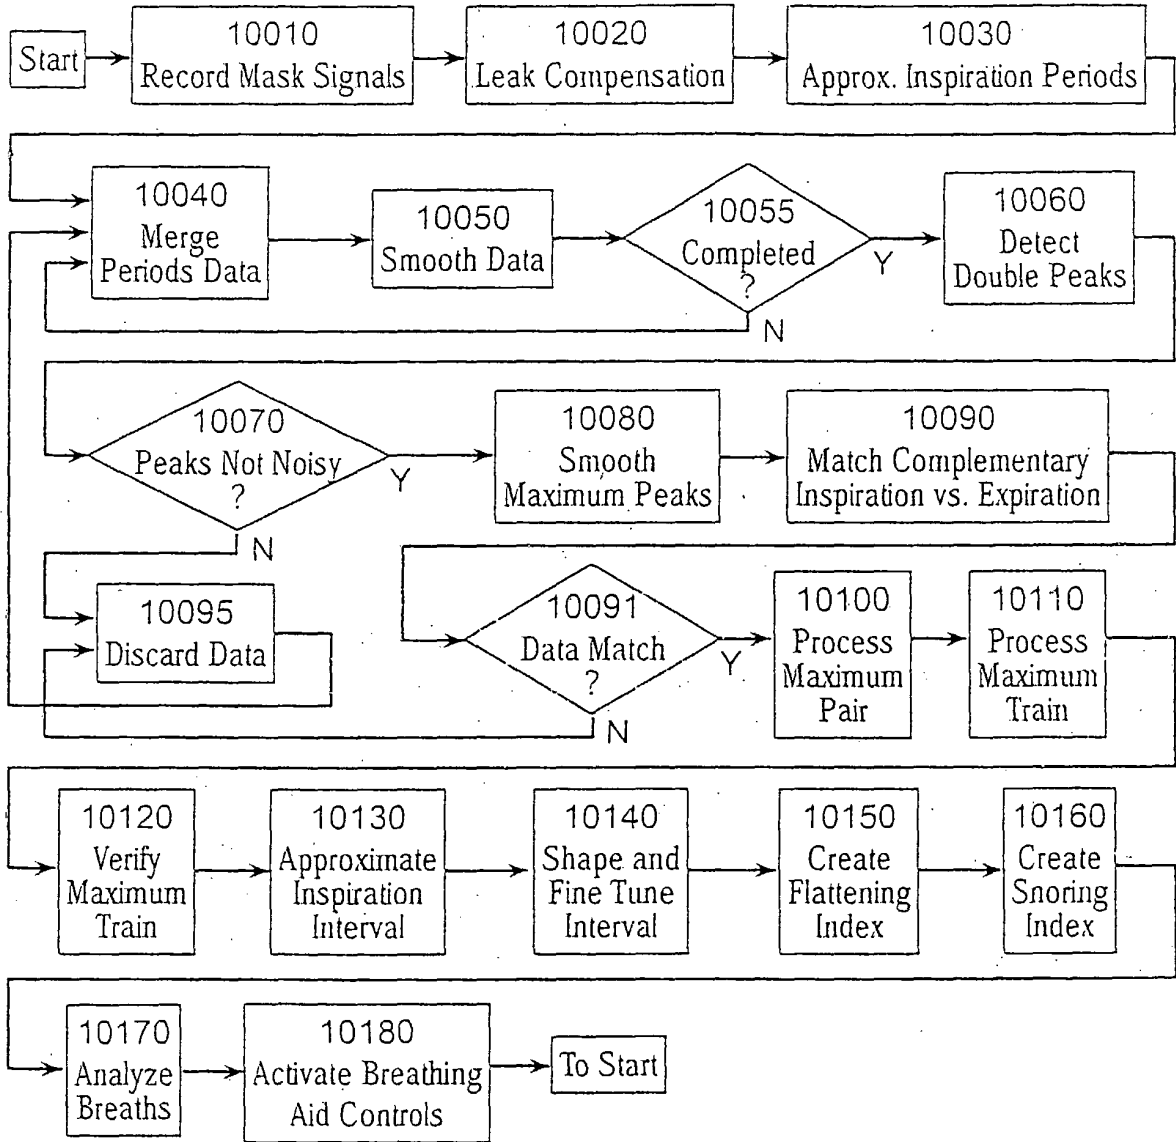 Start
10010
Record Mask Signals
10020
Leak Compensation
10030
Approx. Inspiration Periods
10040
Merge
Periods Data
10050
Smooth Data
10055
Completed
?
Y
N
10060
Detect
Double Peaks
10070
Peaks Not Noisy
?
Y
N
10080
Smooth
Maximum Peaks
10090
Match Complementary
Inspiration vs. Expiration
10095
Discard Data
10091
Data Match
?
Y
N
10100
Process
Maximum
Pair
10110
Process
Maximum
Train
10120
Verify
Maximum
Train
10130
Approximate
Inspiration
Interval
10140
Shape and
Fine Tune
Interval
10150
Create
Flattening
Index
10160
Create
Snoring
Index
10170
Analyze
Breaths
10180
Activate Breathing
Aid Controls
To Start